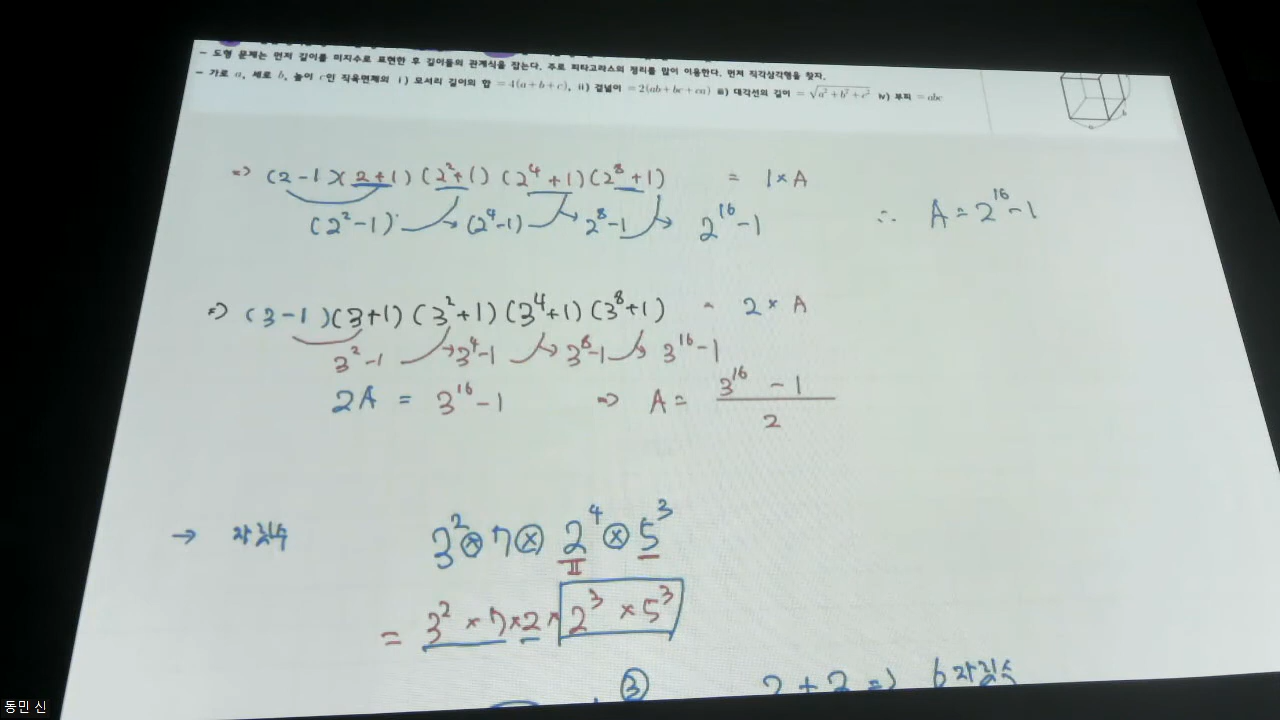 - 도형 문제는 먼저 길이를 미지수로 표현한 후 길이들의 관계식을 잡는다. 주로 피타고라스의 정리를 많이 이용한다. 먼저 직각삼각형을 찾자.
- 가로 a, 세로 b, 높이 c인 직육면체의 i) 모서리 길이의 합 = 4(a+b+c), ii) 겉넓이 = 2(ab+bc+ca) iii) 대각선의 길이 = √(a²+b²+c²) iv) 부피 = abc
a b
⇒ (2-1)(2+1)(2²+1)(2⁴+1)(2⁸+1) = 1×A
(2²-1) → (2⁴-1) → 2⁸-1 → 2¹⁶-1 ∴ A=2¹⁶-1
⇒ (3-1)(3+1)(3²+1)(3⁴+1)(3⁸+1) = 2×A
3²-1 → 3⁴-1 → 3⁸-1 → 3¹⁶-1
2A = 3¹⁶-1 ⇒ A = (3¹⁶-1)/2
→ 자릿수 3²⊗7⊗2⁴⊗5³
= 3²×7×2×2³×5³
③ ⇒ 6자릿수
동민 신